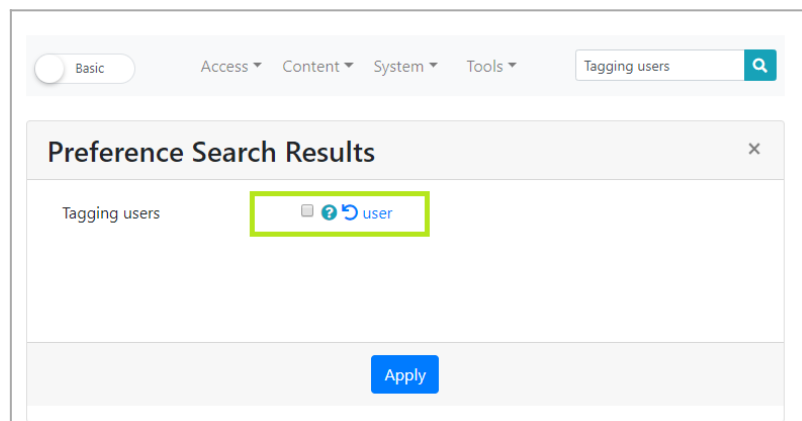 Basic Access Content System Tools Tagging users
Preference Search Results ×
Tagging users user
Apply